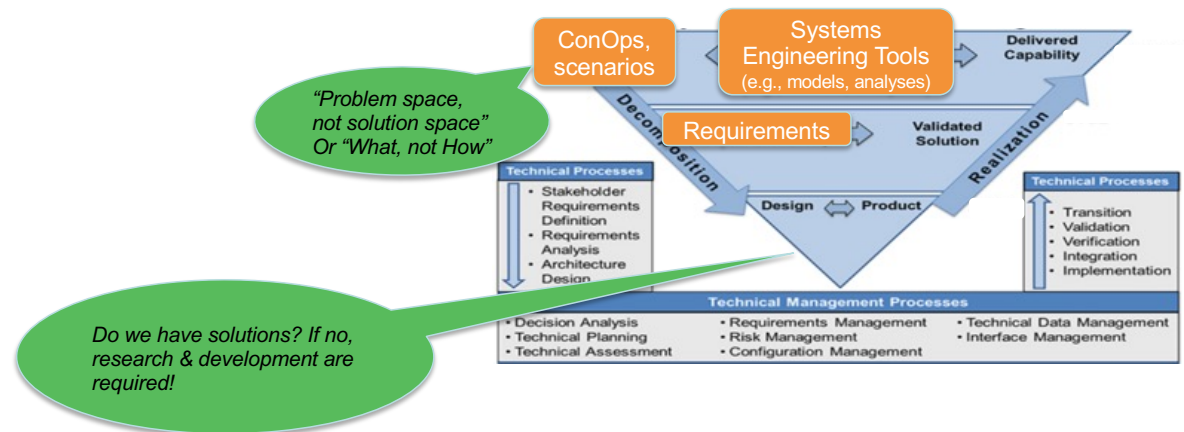 ConOps,
scenarios
Systems
Engineering Tools
(e.g., models, analyses)
Delivered
Capability
“Problem space,
not solution space”
Or “What, not How”
Decomposition
Requirements
Validated
Solution
Realization
Technical Processes
• Stakeholder
Requirements
Definition
• Requirements
Analysis
• Architecture
Design
Design
Product
Technical Processes
• Transition
• Validation
• Verification
• Integration
• Implementation
Do we have solutions? If no,
research & development are
required!
Technical Management Processes
• Decision Analysis
• Technical Planning
• Technical Assessment
• Requirements Management
• Risk Management
• Configuration Management
• Technical Data Management
• Interface Management